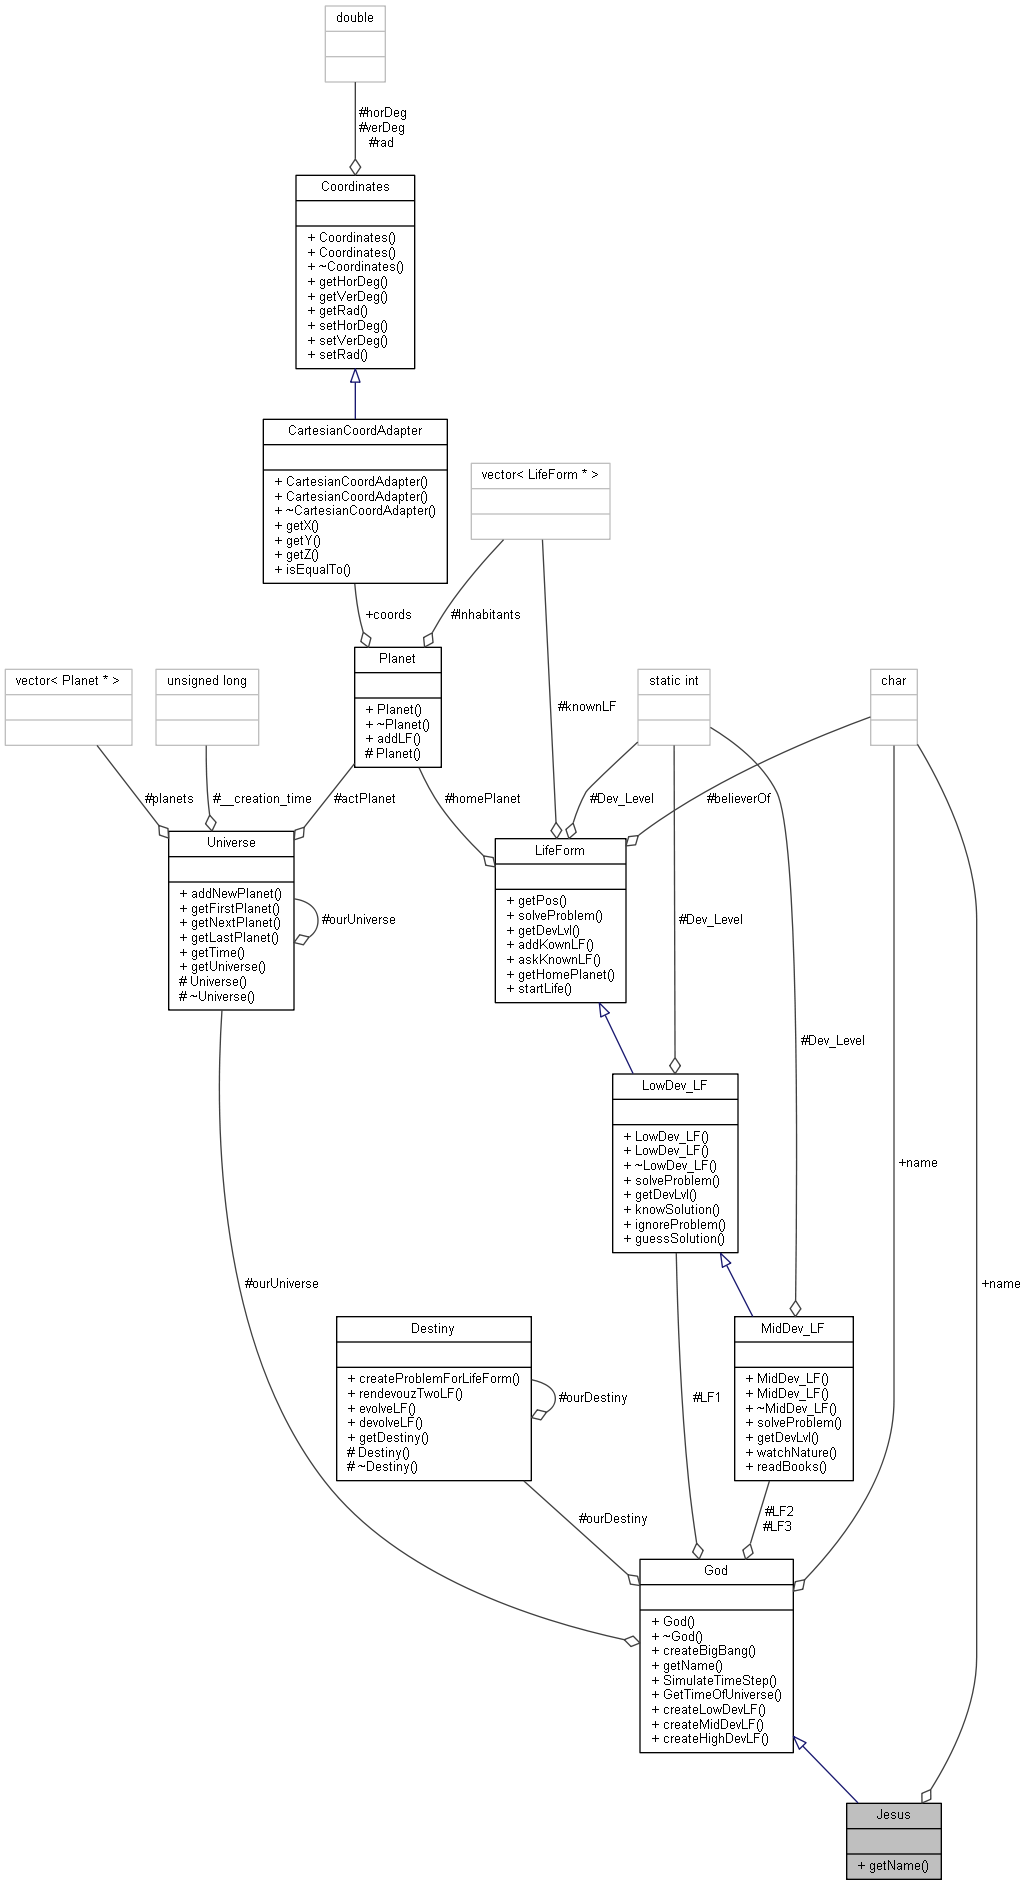 double
#horDeg
#verDeg
#rad
Coordinates
+ Coordinates()
+ Coordinates()
+ ~Coordinates()
+ getHorDeg()
+ getVerDeg()
+ getRad()
+ setHorDeg()
+ setVerDeg()
+ setRad()
CartesianCoordAdapter
+ CartesianCoordAdapter()
+ CartesianCoordAdapter()
+ ~CartesianCoordAdapter()
+ getX()
+ getY()
+ getZ()
+ isEqualTo()
vector< LifeForm * >
+coords
#Inhabitants
Planet
+ Planet()
+ ~Planet()
+ addLF()
# Planet()
vector< Planet * >
unsigned long
static int
char
#knownLF
#planets
#__creation_time
#actPlanet
#homePlanet
#Dev_Level
#believerOf
Universe
+ addNewPlanet()
+ getFirstPlanet()
+ getNextPlanet()
+ getLastPlanet()
+ getTime()
+ getUniverse()
# Universe()
# ~Universe()
#ourUniverse
LifeForm
+ getPos()
+ solveProblem()
+ getDevLvl()
+ addKownLF()
+ askKnownLF()
+ getHomePlanet()
+ startLife()
#Dev_Level
#Dev_Level
LowDev_LF
+ LowDev_LF()
+ LowDev_LF()
+ ~LowDev_LF()
+ solveProblem()
+ getDevLvl()
+ knowSolution()
+ ignoreProblem()
+ guessSolution()
+name
#ourUniverse
+name
Destiny
+ createProblemForLifeForm()
+ rendevouzTwoLF()
+ evolveLF()
+ devolveLF()
+ getDestiny()
# Destiny()
# ~Destiny()
#ourDestiny
#LF1
MidDev_LF
+ MidDev_LF()
+ MidDev_LF()
+ ~MidDev_LF()
+ solveProblem()
+ getDevLvl()
+ watchNature()
+ readBooks()
#ourDestiny
#LF2
#LF3
God
+ God()
+ ~God()
+ createBigBang()
+ getName()
+ SimulateTimeStep()
+ GetTimeOfUniverse()
+ createLowDevLF()
+ createMidDevLF()
+ createHighDevLF()
Jesus
+ getName()